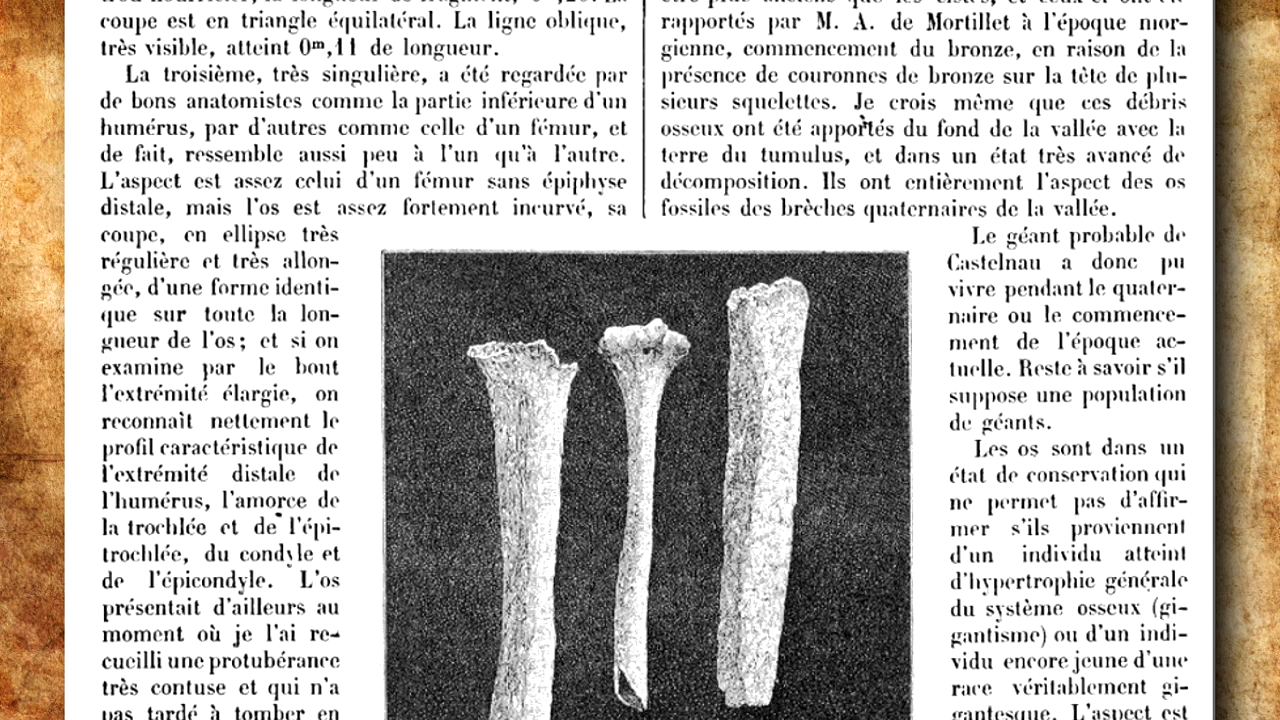 coupe est en triangle équilatéral. La ligne oblique,
très visible, atteint 0ᵐ,11 de longueur.
La troisième, très singulière, a été regardée par
de bons anatomistes comme la partie inférieure d'un
humérus, par d'autres comme celle d'un fémur, et
de fait, ressemble aussi peu à l'un qu'à l'autre.
L'aspect est assez celui d'un fémur sans épiphyse
distale, mais l'os est assez fortement incurvé, sa
coupe, en ellipse très
régulière et très allon-
gée, d'une forme identi-
que sur toute la lon-
gueur de l'os; et si on
examine par le bout
l'extrémité élargie, on
reconnaît nettement le
profil caractéristique de
l'extrémité distale de
l'humérus, l'amorce de
la trochlée et de l'épi-
trochlée, du condyle et
de l'épicondyle. L'os
présentait d'ailleurs au
moment où je l'ai re-
cueilli une protubérance
très contuse et qui n'a
pas tardé à tomber en
rapportés par M. A. de Mortillet à l'époque mor-
gienne, commencement du bronze, en raison de la
présence de couronnes de bronze sur la tête de plu-
sieurs squelettes. Je crois même que ces débris
osseux ont été apportés du fond de la vallée avec la
terre du tumulus, et dans un état très avancé de
décomposition. Ils ont entièrement l'aspect des os
fossiles des brèches quaternaires de la vallée.
Le géant probable de
Castelnau a donc pu
vivre pendant le quater-
naire ou le commence-
ment de l'époque ac-
tuelle. Reste à savoir s'il
suppose une population
de géants.
Les os sont dans un
état de conservation qui
ne permet pas d'affir-
mer s'ils proviennent
d'un individu atteint
d'hypertrophie générale
du système osseux (gi-
gantisme) ou d'un indi-
vidu encore jeune d'une
race véritablement gi-
gantesque. L'aspect est